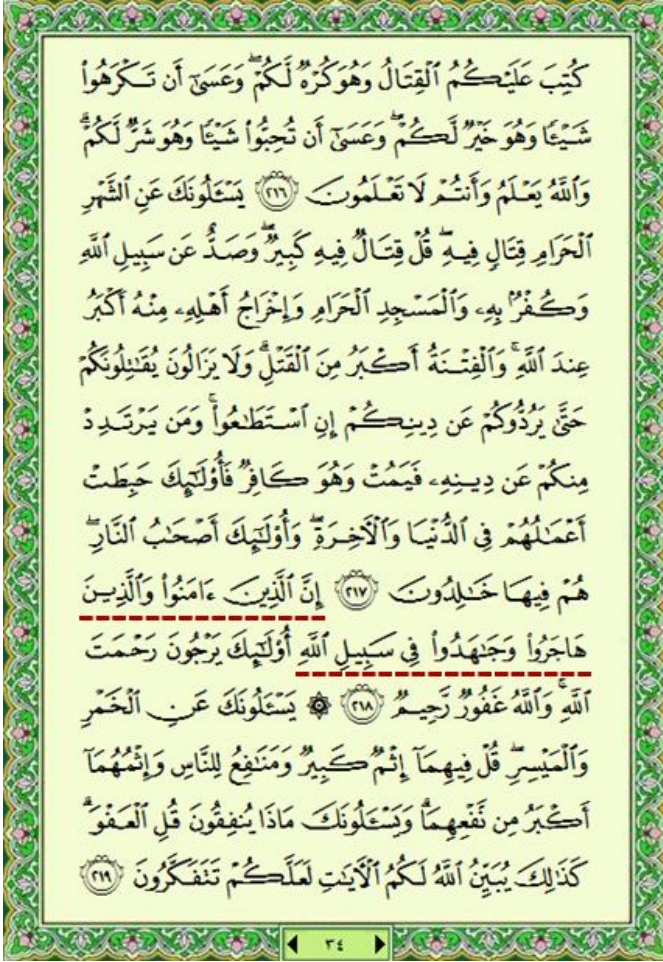 كُتِبَ عَلَيْكُمُ ٱلْقِتَالُ وَهُوَ كُرْهٌ لَّكُمْ ۖ وَعَسَىٰٓ أَن تَكْرَهُوا۟
شَيْـًٔا وَهُوَ خَيْرٌ لَّكُمْ ۖ وَعَسَىٰٓ أَن تُحِبُّوا۟ شَيْـًٔا وَهُوَ شَرٌّ لَّكُمْ ۗ
وَٱللَّهُ يَعْلَمُ وَأَنتُمْ لَا تَعْلَمُونَ ٢١٦ يَسْـَٔلُونَكَ عَنِ ٱلشَّهْرِ
ٱلْحَرَامِ قِتَالٍ فِيهِ ۖ قُلْ قِتَالٌ فِيهِ كَبِيرٌ ۖ وَصَدٌّ عَن سَبِيلِ ٱللَّهِ
وَكُفْرٌۢ بِهِۦ وَٱلْمَسْجِدِ ٱلْحَرَامِ وَإِخْرَاجُ أَهْلِهِۦ مِنْهُ أَكْبَرُ
عِندَ ٱللَّهِ ۚ وَٱلْفِتْنَةُ أَكْبَرُ مِنَ ٱلْقَتْلِ ۗ وَلَا يَزَالُونَ يُقَٰتِلُونَكُمْ
حَتَّىٰ يَرُدُّوكُمْ عَن دِينِكُمْ إِنِ ٱسْتَطَٰعُوا۟ ۚ وَمَن يَرْتَدِدْ
مِنكُمْ عَن دِينِهِۦ فَيَمُتْ وَهُوَ كَافِرٌ فَأُو۟لَٰٓئِكَ حَبِطَتْ
أَعْمَٰلُهُمْ فِى ٱلدُّنْيَا وَٱلْـَٔاخِرَةِ ۖ وَأُو۟لَٰٓئِكَ أَصْحَٰبُ ٱلنَّارِ ۖ
هُمْ فِيهَا خَٰلِدُونَ ٢١٧ إِنَّ ٱلَّذِينَ ءَامَنُوا۟ وَٱلَّذِينَ
هَاجَرُوا۟ وَجَٰهَدُوا۟ فِى سَبِيلِ ٱللَّهِ أُو۟لَٰٓئِكَ يَرْجُونَ رَحْمَتَ
ٱللَّهِ ۚ وَٱللَّهُ غَفُورٌ رَّحِيمٌ ٢١٨ ۞ يَسْـَٔلُونَكَ عَنِ ٱلْخَمْرِ
وَٱلْمَيْسِرِ ۖ قُلْ فِيهِمَآ إِثْمٌ كَبِيرٌ وَمَنَٰفِعُ لِلنَّاسِ وَإِثْمُهُمَآ
أَكْبَرُ مِن نَّفْعِهِمَا ۗ وَيَسْـَٔلُونَكَ مَاذَا يُنفِقُونَ قُلِ ٱلْعَفْوَ ۗ
كَذَٰلِكَ يُبَيِّنُ ٱللَّهُ لَكُمُ ٱلْـَٔايَٰتِ لَعَلَّكُمْ تَتَفَكَّرُونَ ٢١٩
٣٤